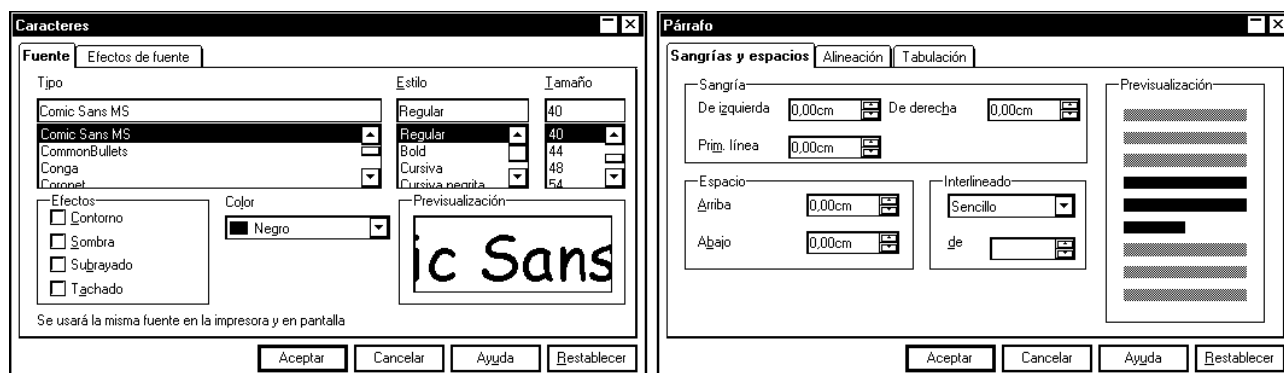 Caracteres
Fuente Efectos de fuente
Tipo Estilo Tamaño
Comic Sans MS Regular 40
Comic Sans MS Regular 40
CommonBullets Bold 44
Conga Cursiva 48
Coronet Cursiva negrita 54
Efectos Color Previsualización
Contorno
Negro
Sombra
Subrayado
Tachado
ic Sans
Se usará la misma fuente en la impresora y en pantalla
Aceptar Cancelar Ayuda Restablecer
Párrafo
Sangrías y espacios Alineación Tabulación
Sangría Previsualización
De izquierda 0,00cm De derecha 0,00cm
Prim. línea 0,00cm
Espacio Interlineado
Arriba 0,00cm Sencillo
Abajo 0,00cm de
Aceptar Cancelar Ayuda Restablecer